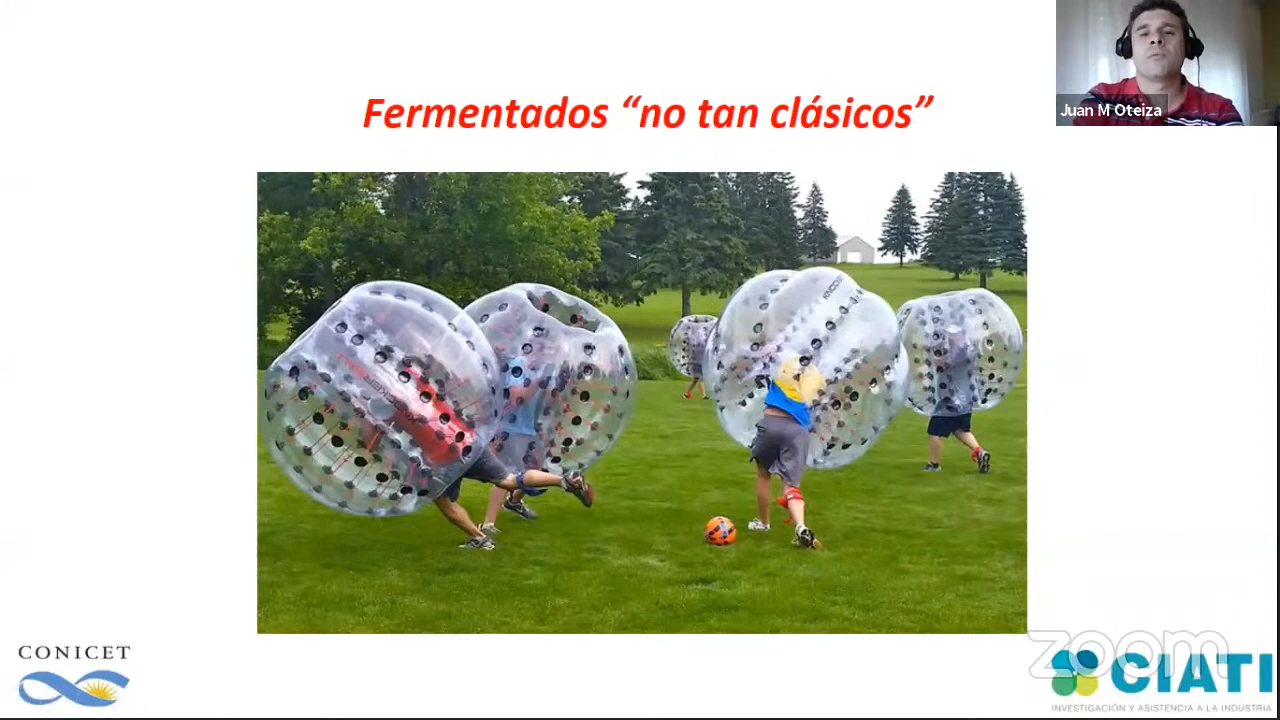 Fermentados “no tan clásicos”
Juan M Oteiza
CONICET
zoom
CIATI
INVESTIGACIÓN Y ASISTENCIA A LA INDUSTRIA